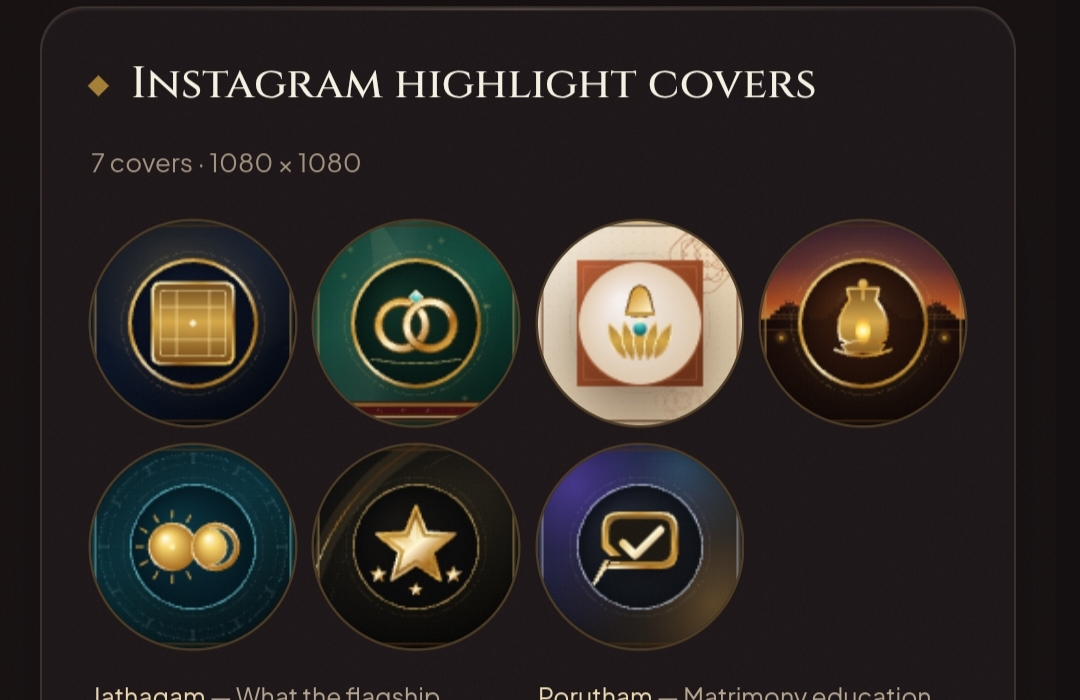 Instagram highlight covers
7 covers · 1080 × 1080
Jathagam — What the flagship
Porutham — Matrimony education